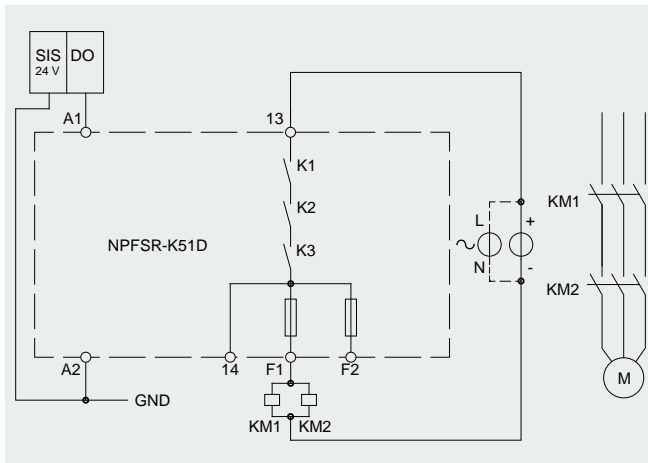 SIS DO
24 V
A1
13
K1
K2
K3
NPFSR-K51D
L +
N -
KM1
KM2
A2
14 F1 F2
GND
KM1 KM2
M